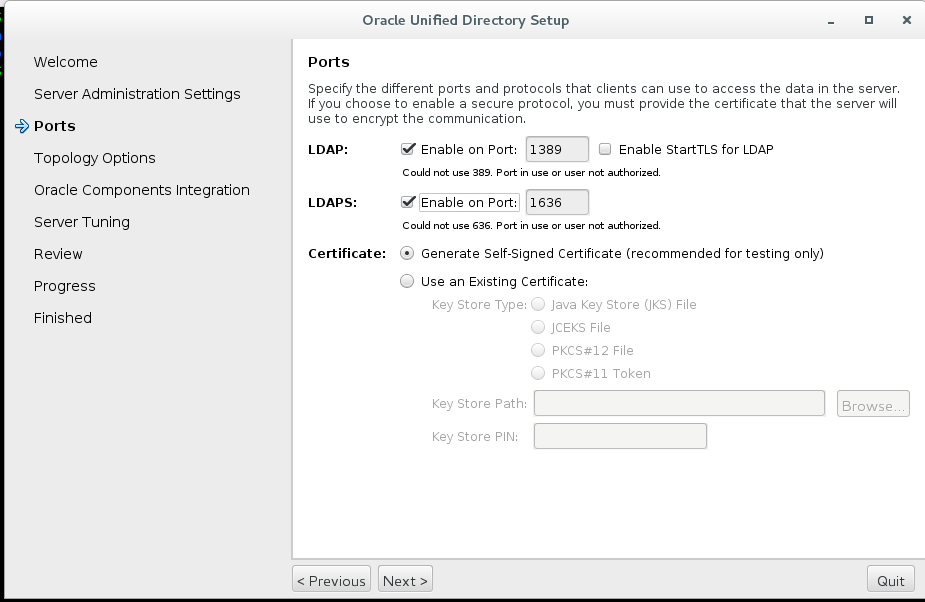 Oracle Unified Directory Setup
Welcome
Server Administration Settings
Ports
Topology Options
Oracle Components Integration
Server Tuning
Review
Progress
Finished
Ports
Specify the different ports and protocols that clients can use to access the data in the server.
If you choose to enable a secure protocol, you must provide the certificate that the server will
use to encrypt the communication.
LDAP: Enable on Port: 1389 Enable StartTLS for LDAP
Could not use 389. Port in use or user not authorized.
LDAPS: Enable on Port: 1636
Could not use 636. Port in use or user not authorized.
Certificate: Generate Self-Signed Certificate (recommended for testing only)
Use an Existing Certificate:
Key Store Type: Java Key Store (JKS) File
JCEKS File
PKCS#12 File
PKCS#11 Token
Key Store Path: Browse...
Key Store PIN:
< Previous Next > Quit